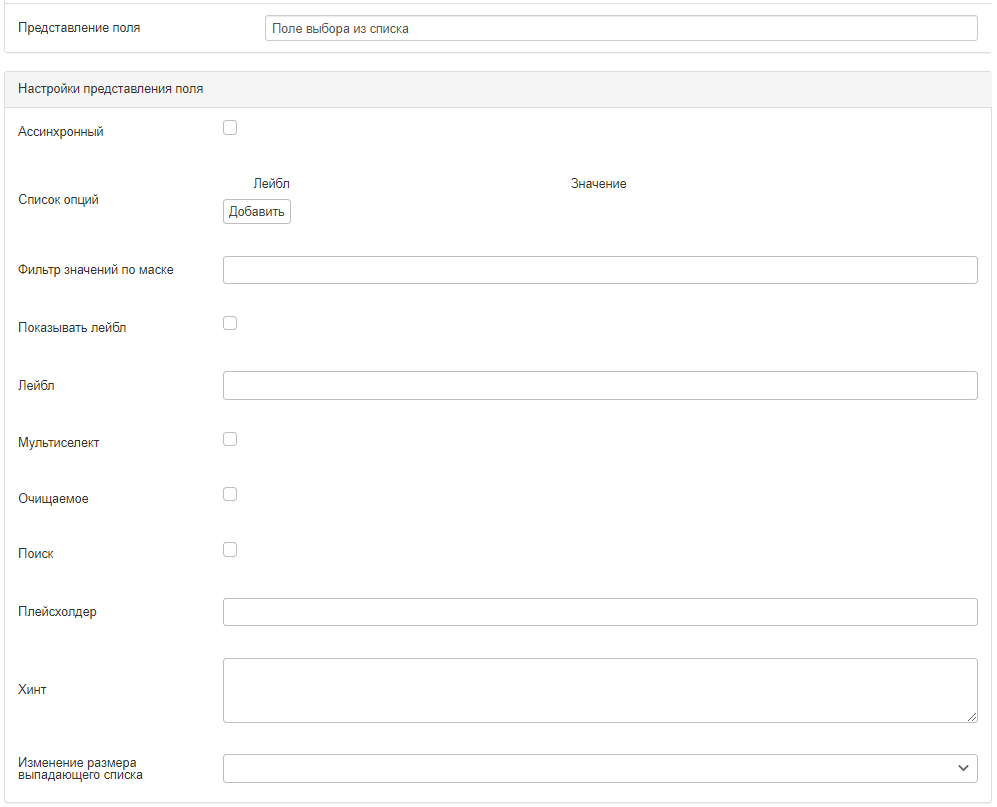 Представление поля
Поле выбора из списка
Настройки представления поля
Ассинхронный
Лейбл Значение
Список опций
Добавить
Фильтр значений по маске
Показывать лейбл
Лейбл
Мультиселект
Очищаемое
Поиск
Плейсхолдер
Хинт
Изменение размера
выпадающего списка